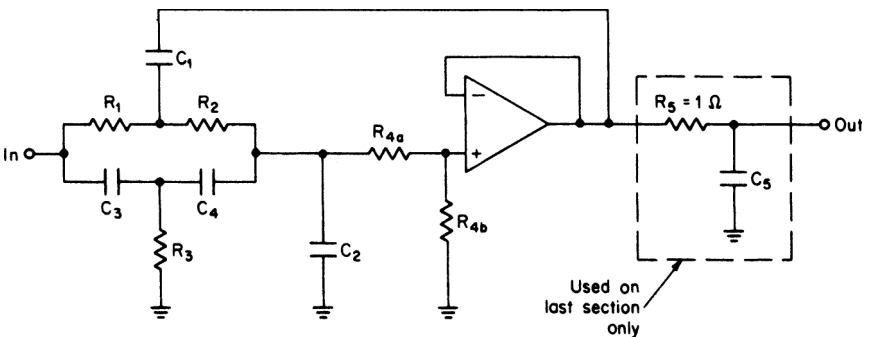 C₁
R₁
R₂
R₄ₐ
R₅ = 1 Ω
−
+
In
Out
C₃
C₄
R₃
C₂
R₄b
C₅
Used on
last section
only